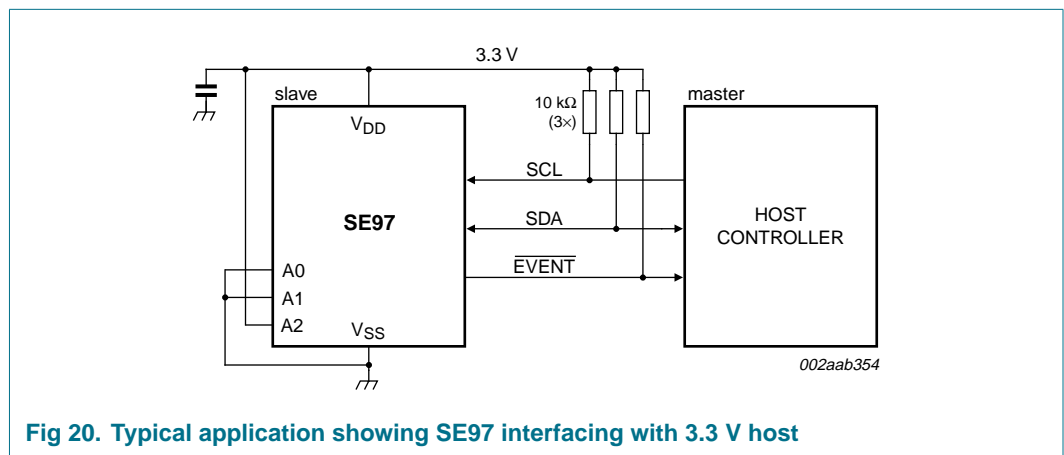 3.3 V
slave
10 kΩ
(3×)
master
VDD
SCL
SE97
SDA
HOST
CONTROLLER
EVENT
A0
A1
A2
VSS
002aab354
Fig 20. Typical application showing SE97 interfacing with 3.3 V host